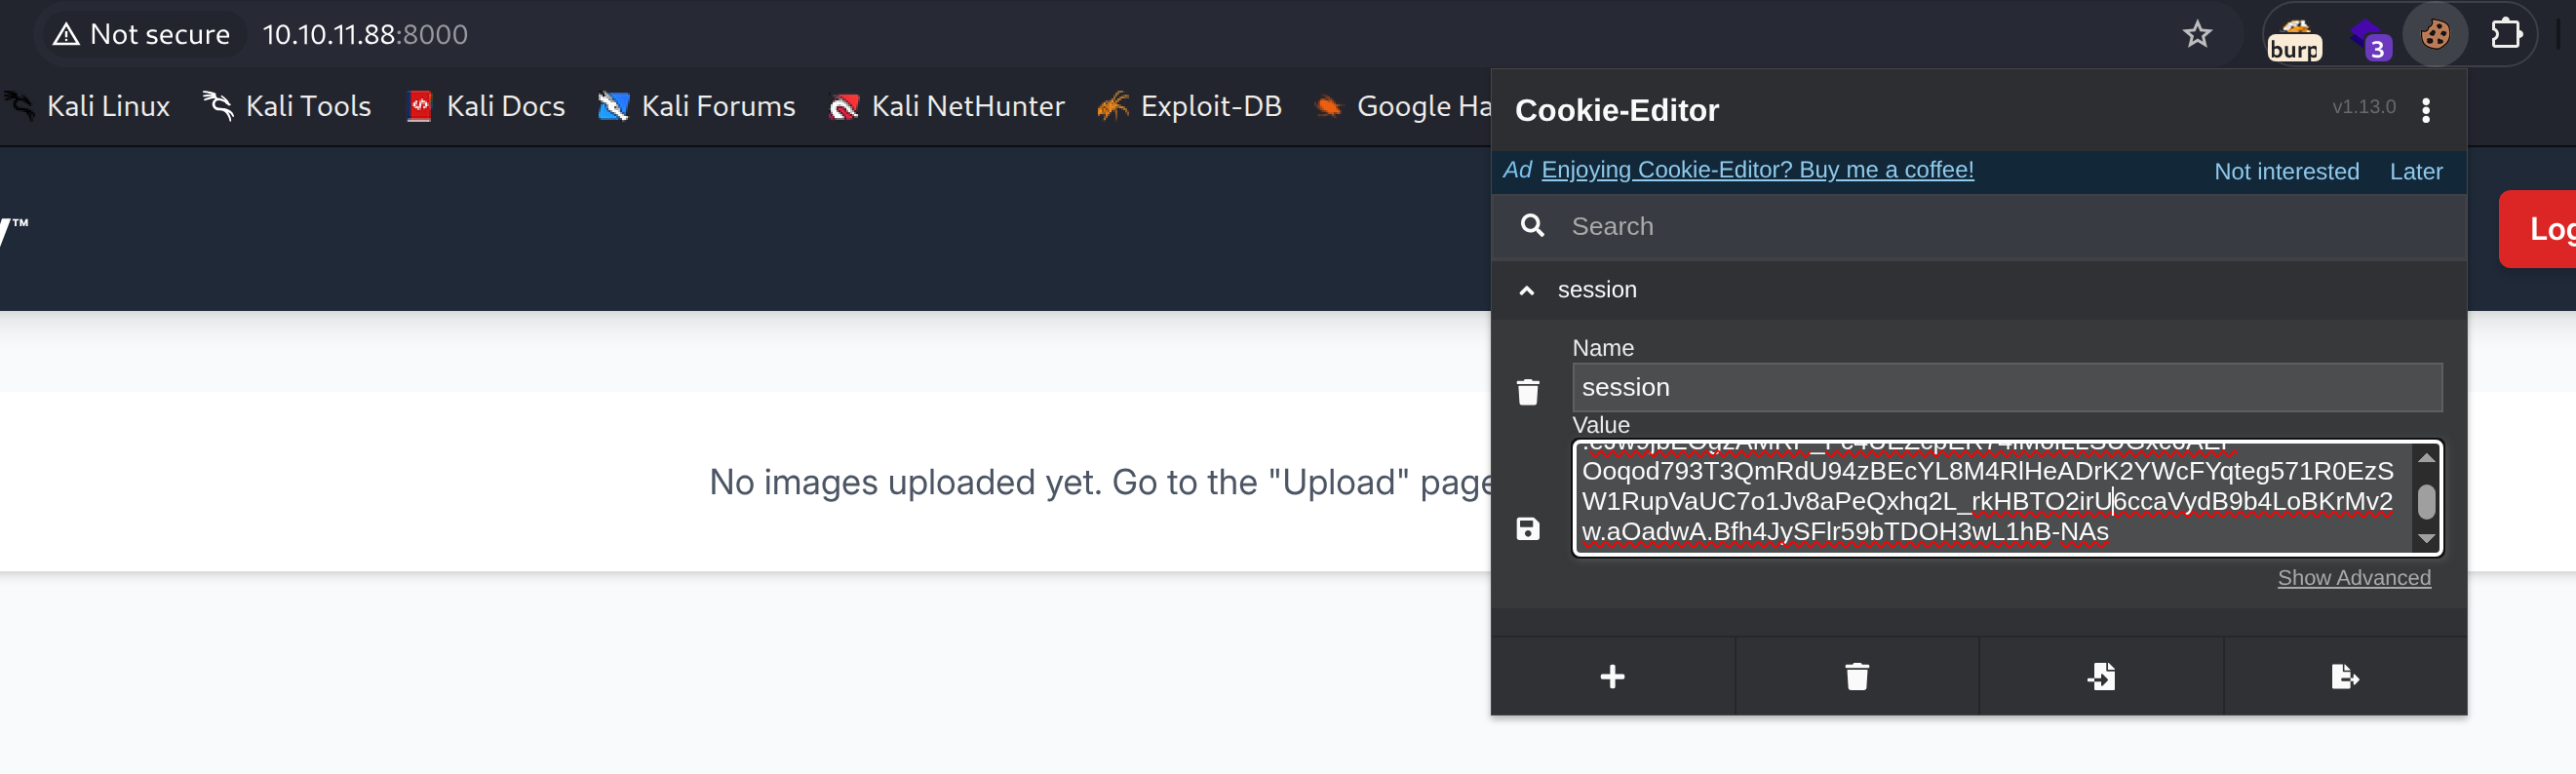 Not secure 10.10.11.88:8000
burp 3
Kali Linux Kali Tools Kali Docs Kali Forums Kali NetHunter Exploit-DB Google Ha
Cookie-Editor v1.13.0
Ad Enjoying Cookie-Editor? Buy me a coffee! Not interested Later
Search
™
Log
session
Name
session
Value
OoqodI793T3QmRdU94zBEcYL8M4RlHeADrK2YWcFYqteg571R0EzS
W1RupVaUC7o1Jv8aPeQxhq2L_rkHBTO2irU6ccaVydB9b4LoBKrMv2
w.aOadwA.Bfh4JySFlr59bTDOH3wL1hB-NAs
No images uploaded yet. Go to the "Upload" page
Show Advanced